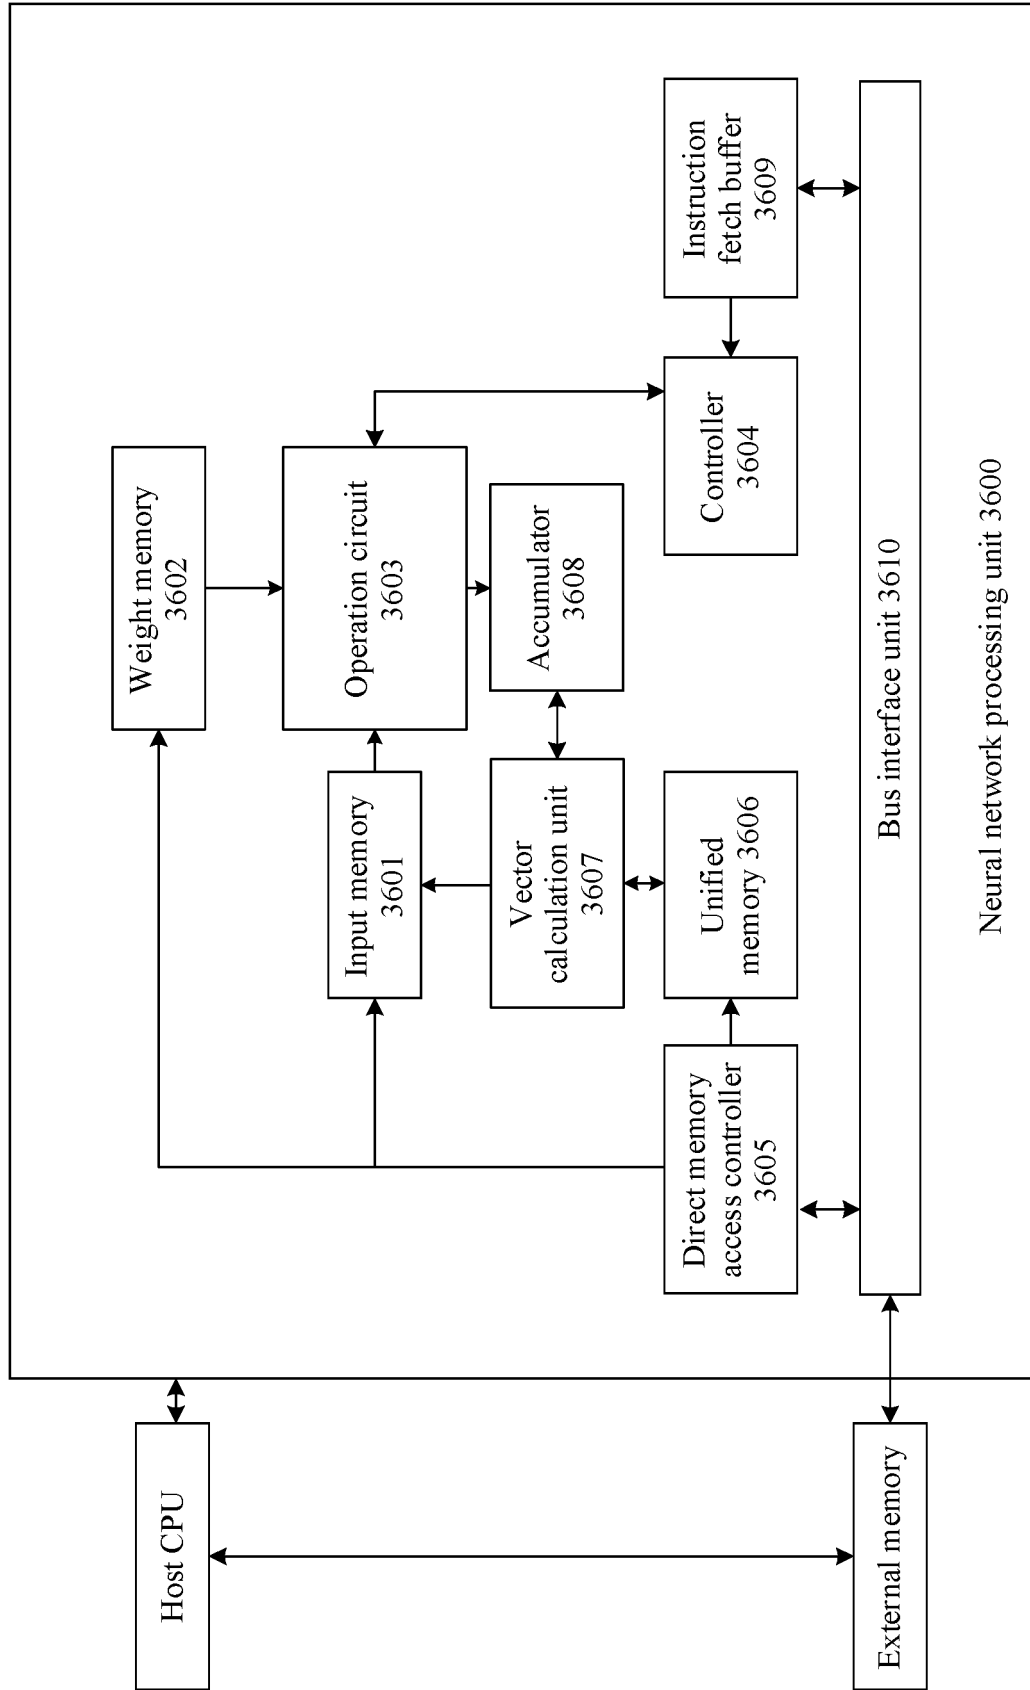 Host CPU
External memory
Weight memory
3602
Input memory
3601
Operation circuit
3603
Vector
calculation unit
3607
Accumulator
3608
Direct memory
access controller
3605
Unified
memory 3606
Controller
3604
Instruction
fetch buffer
3609
Bus interface unit 3610
Neural network processing unit 3600